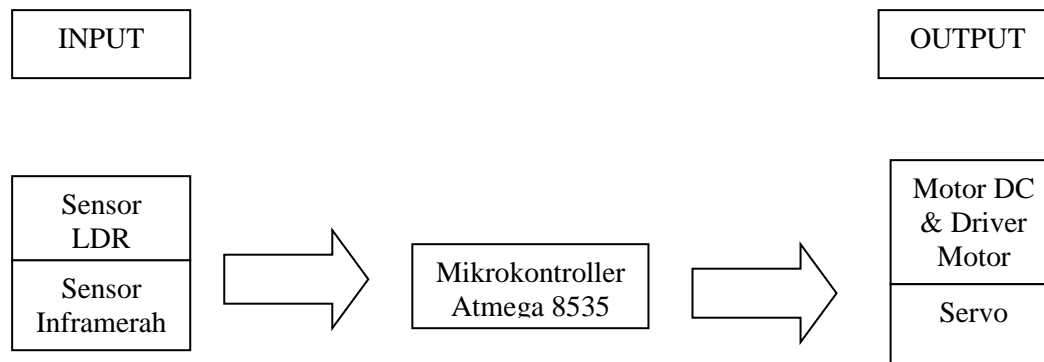 INPUT
OUTPUT
Sensor
LDR
Sensor
Inframerah
Mikrokontroller
Atmega 8535
Motor DC
& Driver
Motor
Servo